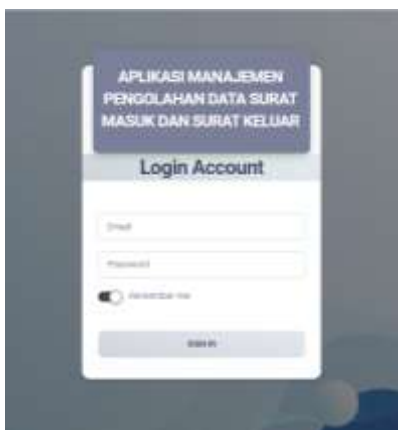 APLIKASI MANAJEMEN
PENGOLAHAN DATA SURAT
MASUK DAN SURAT KELUAR
Login Account
Email
Password
Remember me
SIGN IN